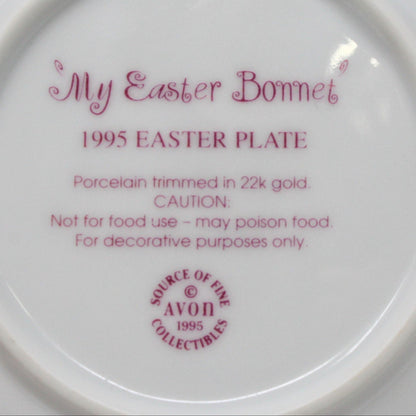 "My Easter Bonnet"
1995 EASTER PLATE
Porcelain trimmed in 22k gold.
CAUTION:
Not for food use – may poison food.
For decorative purposes only.
SOURCE OF FINE
©
AVON
1995
COLLECTIBLES